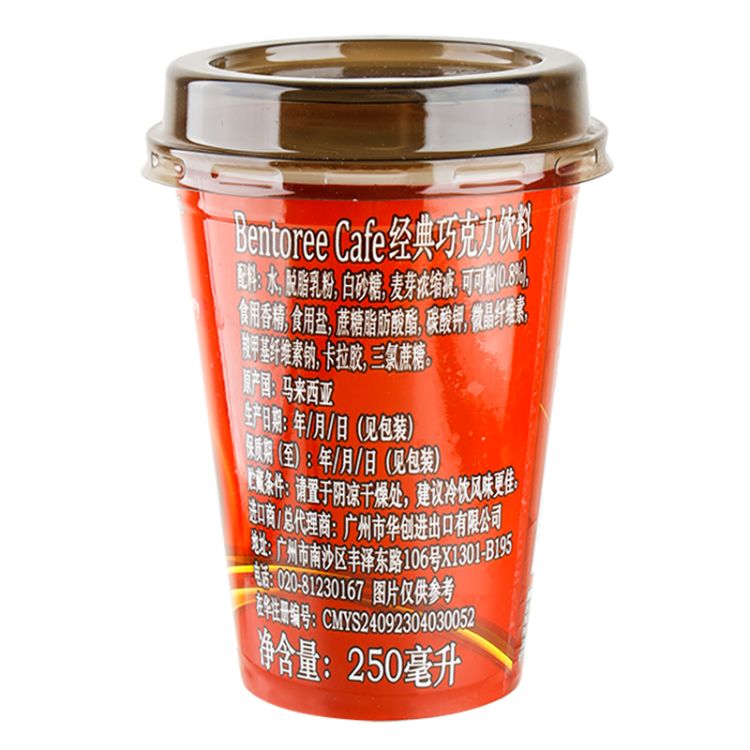 Bentoree Cafe经典巧克力饮料
配料：水,脱脂乳粉,白砂糖,麦芽浓缩液,可可粉(0.8%),
食用香精,食用盐,蔗糖脂肪酸酯,碳酸钾,微晶纤维素,
羧甲基纤维素钠,卡拉胶,三氯蔗糖。
原产国：马来西亚
生产日期：年/月/日（见包装）
保质期（至）：年/月/日（见包装）
贮藏条件：请置于阴凉干燥处，建议冷饮风味更佳。
进口商/总代理商：广州市华创进出口有限公司
地址：广州市南沙区丰泽东路106号X1301-B195
电话：020-81230167 图片仅供参考
在华注册编号：CMYS24092304030052
净含量：250毫升